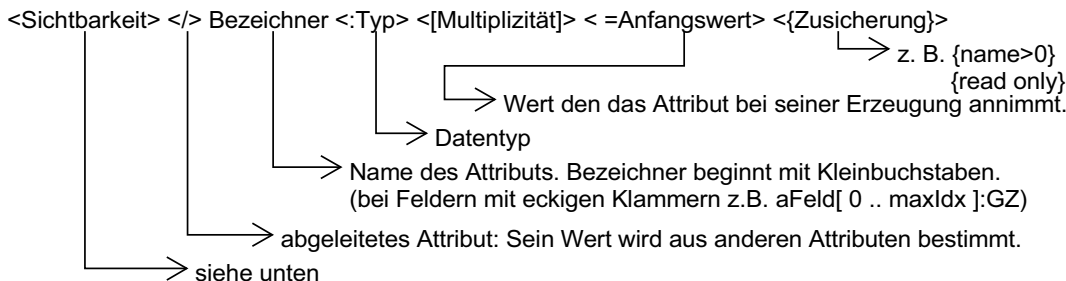 <Sichtbarkeit> </> Bezeichner <:Typ> <[Multiplizität]> < =Anfangswert> <{Zusicherung}>
z. B. {name>0}
{read only}
Wert den das Attribut bei seiner Erzeugung annimmt.
Datentyp
Name des Attributs. Bezeichner beginnt mit Kleinbuchstaben.
(bei Feldern mit eckigen Klammern z.B. aFeld[ 0 .. maxIdx ]:GZ)
abgeleitetes Attribut: Sein Wert wird aus anderen Attributen bestimmt.
siehe unten